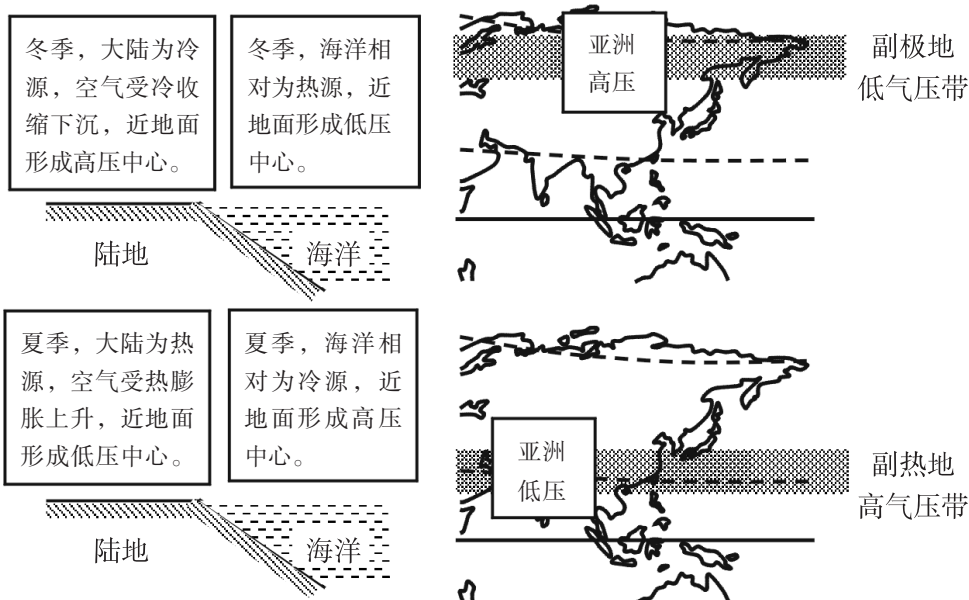 冬季，大陆为冷
源，空气受冷收
缩下沉，近地面
形成高压中心。
冬季，海洋相
对为热源，近
地面形成低压
中心。
陆地
海洋
亚洲
高压
副极地
低气压带
夏季，大陆为热
源，空气受热膨
胀上升，近地面
形成低压中心。
夏季，海洋相
对为冷源，近
地面形成高压
中心。
陆地
海洋
亚洲
低压
副热地
高气压带